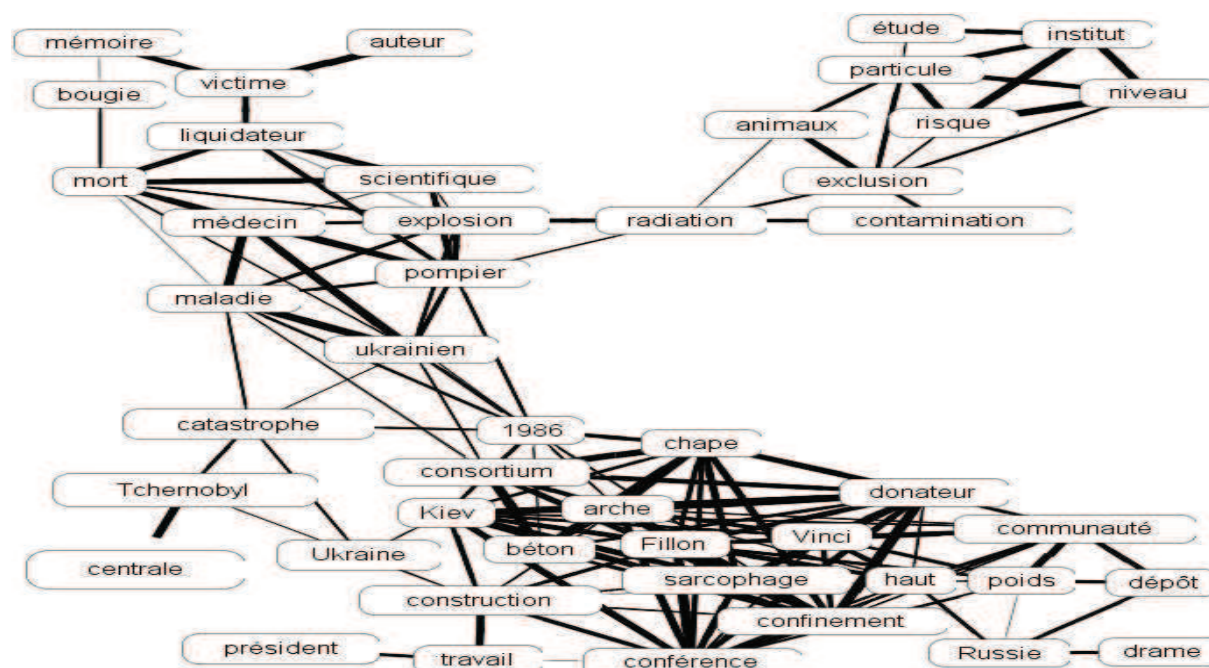 étude
institut
mémoire
auteur
victime
particule
bougie
niveau
liquidateur
animaux
risque
mort
scientifique
exclusion
médecin
explosion
radiation
contamination
pompier
maladie
ukrainien
catastrophe
1986
chape
consortium
Tchernobyl
donateur
Kiev
arche
communauté
Ukraine
béton
Fillon
Vinci
centrale
sarcophage
haut
poids
dépôt
construction
confinement
président
travail
conférence
Russie
drame